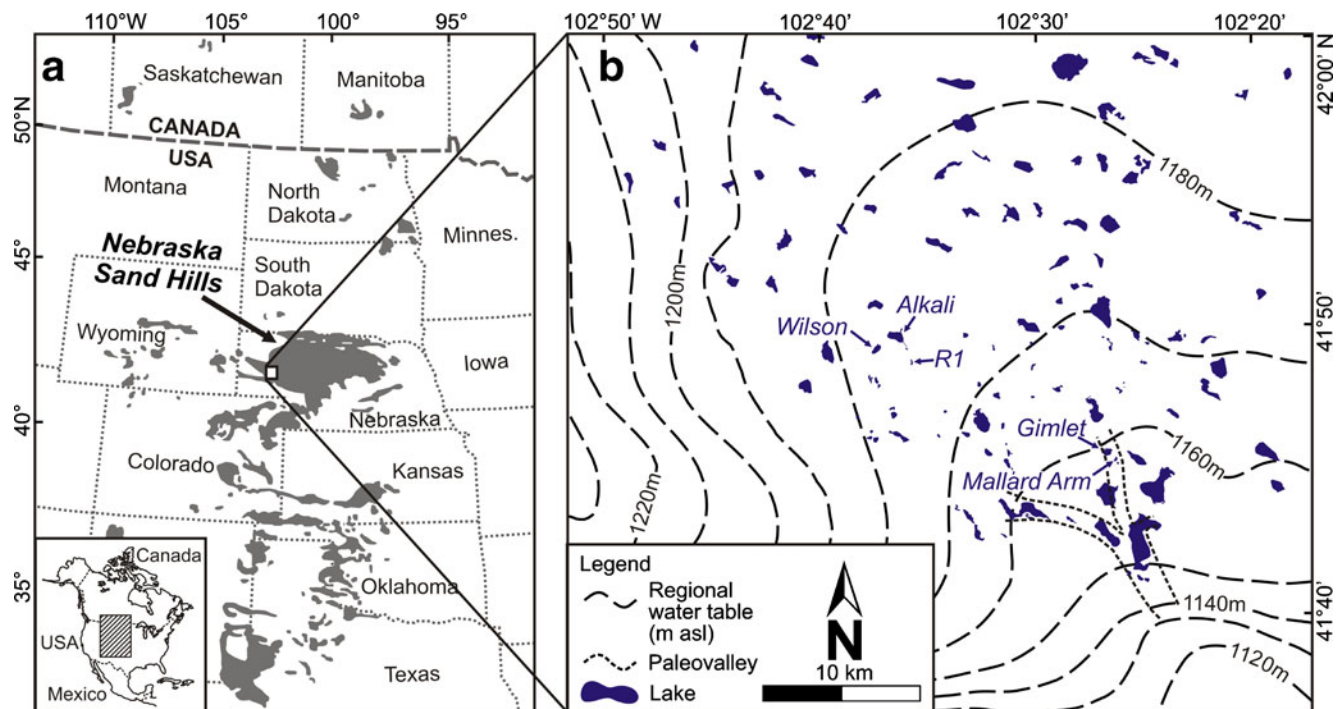 110°W 105° 100° 95°
a
Saskatchewan
Manitoba
50°N
CANADA
USA
Montana
North
Dakota
Minnes.
Nebraska
Sand Hills
45°
South
Dakota
Wyoming
Iowa
Nebraska
40°
Colorado
Kansas
35°
Oklahoma
Texas
Canada
USA
Mexico
102°50' W 102°40' 102°30' 102°20'
b
42°00' N
1180m
1200m
Alkali
Wilson
R1
41°50'
Gimlet
Mallard Arm
1160m
1220m
1140m
41°40'
1120m
Legend
Regional
water table
(m asl)
Paleovalley
Lake
N
10 km